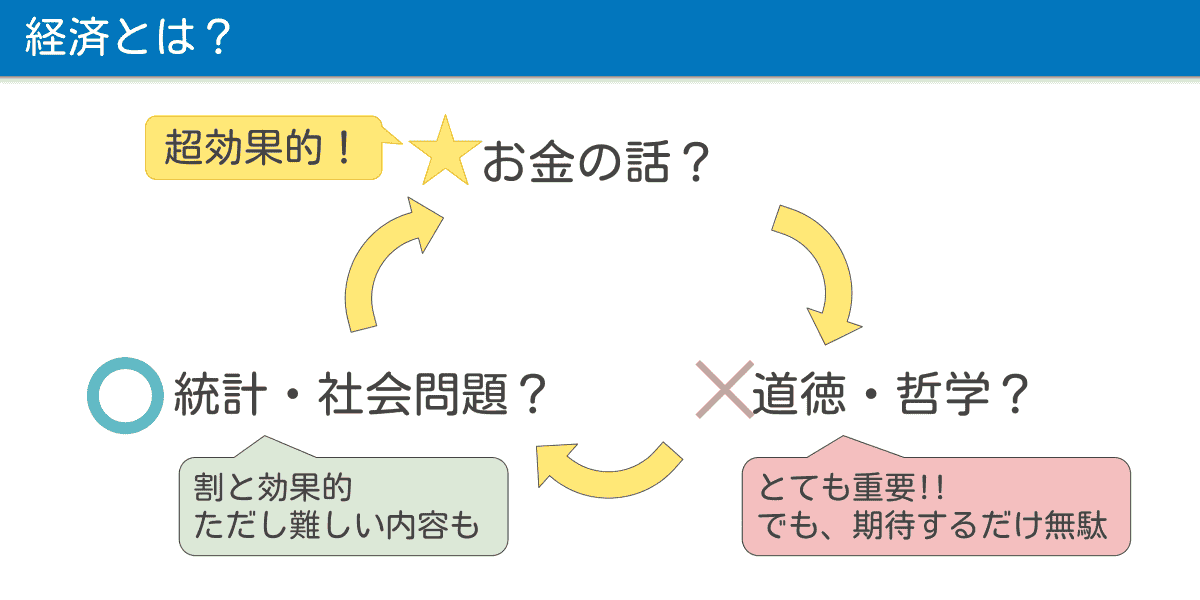 経済とは？
超効果的！
お金の話？
統計・社会問題？
道徳・哲学？
割と効果的
ただし難しい内容も
とても重要!!
でも、期待するだけ無駄